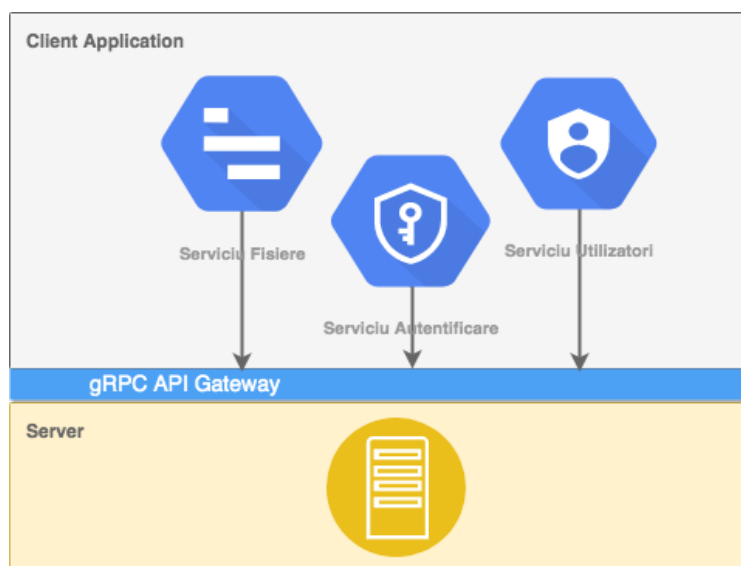 Client Application
Serviciu Fisiere
Serviciu Utilizatori
Serviciu Autentificare
gRPC API Gateway
Server